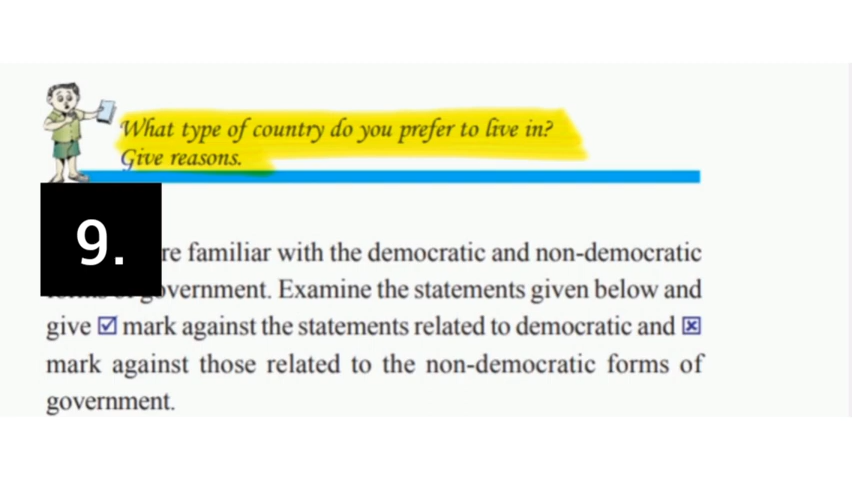 What type of country do you prefer to live in?
Give reasons.
9.
re familiar with the democratic and non-democratic
government. Examine the statements given below and
give ☑ mark against the statements related to democratic and ☒
mark against those related to the non-democratic forms of
government.